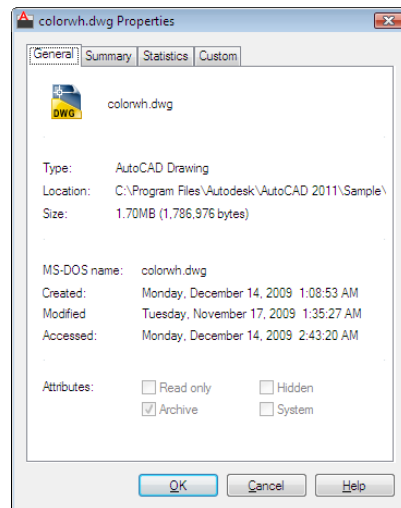 colorwh.dwg Properties
General Summary Statistics Custom
DWG
colorwh.dwg
Type: AutoCAD Drawing
Location: C:\Program Files\Autodesk\AutoCAD 2011\Sample\
Size: 1.70MB (1,786,976 bytes)
MS-DOS name: colorwh.dwg
Created: Monday, December 14, 2009 1:08:53 AM
Modified Tuesday, November 17, 2009 1:35:27 AM
Accessed: Monday, December 14, 2009 2:43:20 AM
Attributes: Read only Hidden
Archive System
OK Cancel Help